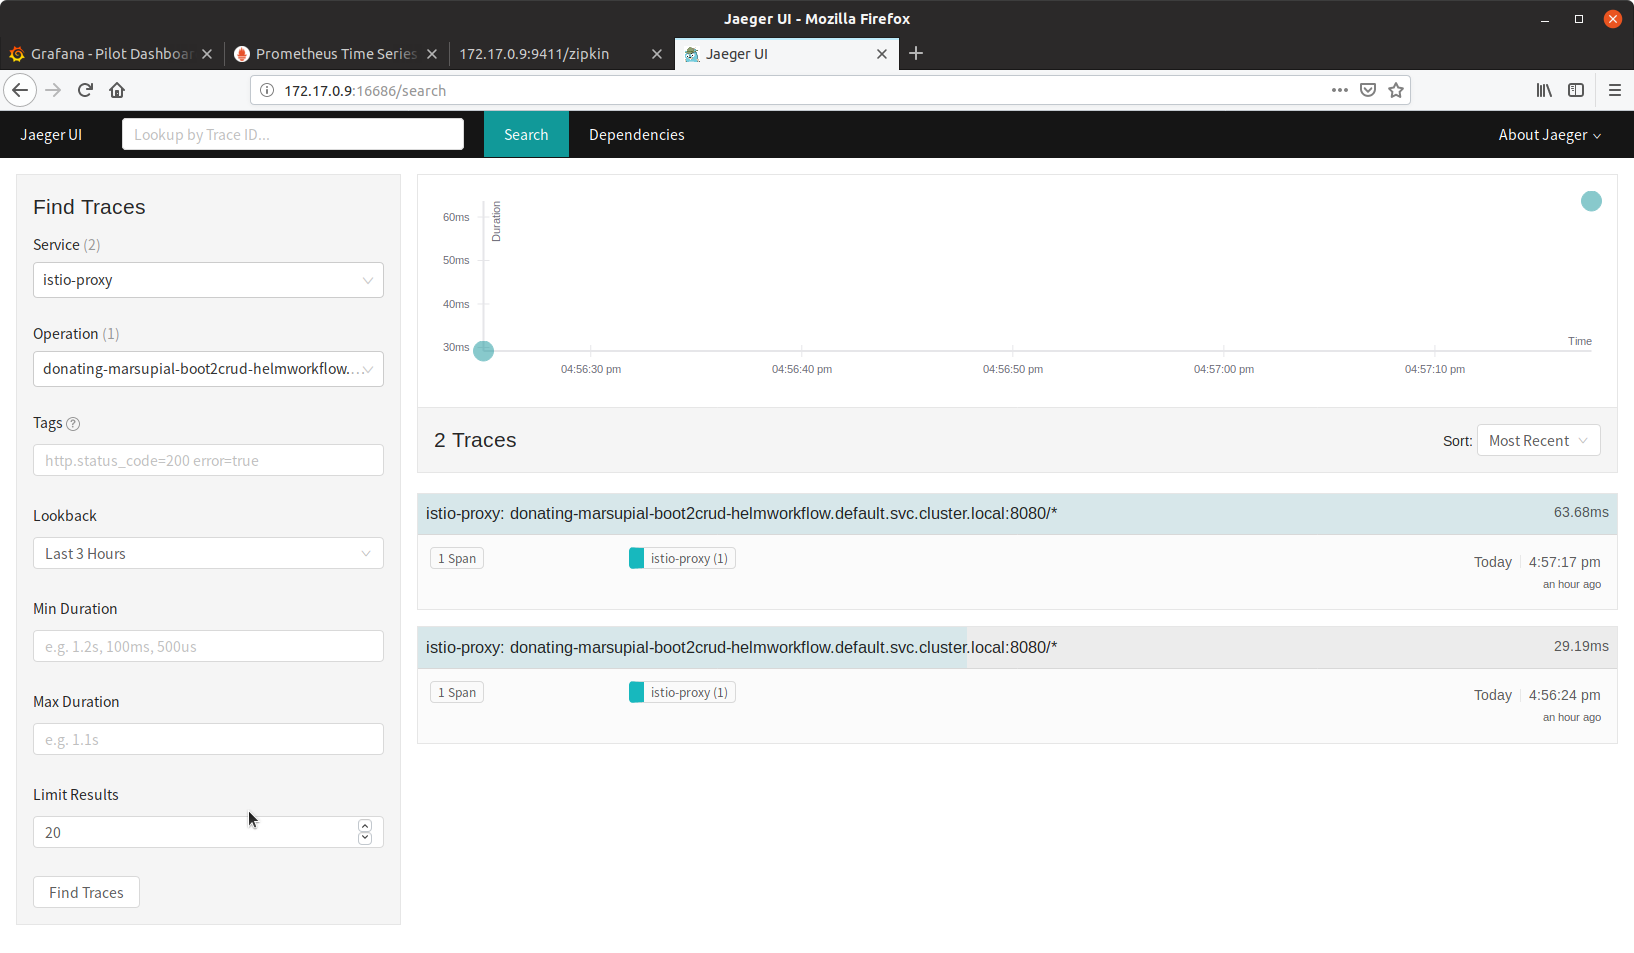 Jaeger UI - Mozilla Firefox
Grafana - Pilot Dashboar
Prometheus Time Series
172.17.0.9:9411/zipkin
Jaeger UI
172.17.0.9:16686/search
Jaeger UI
Lookup by Trace ID...
Search
Dependencies
About Jaeger
Find Traces
Service (2)
istio-proxy
Operation (1)
donating-marsupial-boot2crud-helmworkflow....
Tags ?
http.status_code=200 error=true
Lookback
Last 3 Hours
Min Duration
e.g. 1.2s, 100ms, 500us
Max Duration
e.g. 1.1s
Limit Results
20
Find Traces
Duration
60ms
50ms
40ms
30ms
Time
04:56:30 pm
04:56:40 pm
04:56:50 pm
04:57:00 pm
04:57:10 pm
2 Traces
Sort: Most Recent
istio-proxy: donating-marsupial-boot2crud-helmworkflow.default.svc.cluster.local:8080/*
63.68ms
1 Span
istio-proxy (1)
Today
4:57:17 pm
an hour ago
istio-proxy: donating-marsupial-boot2crud-helmworkflow.default.svc.cluster.local:8080/*
29.19ms
1 Span
istio-proxy (1)
Today
4:56:24 pm
an hour ago